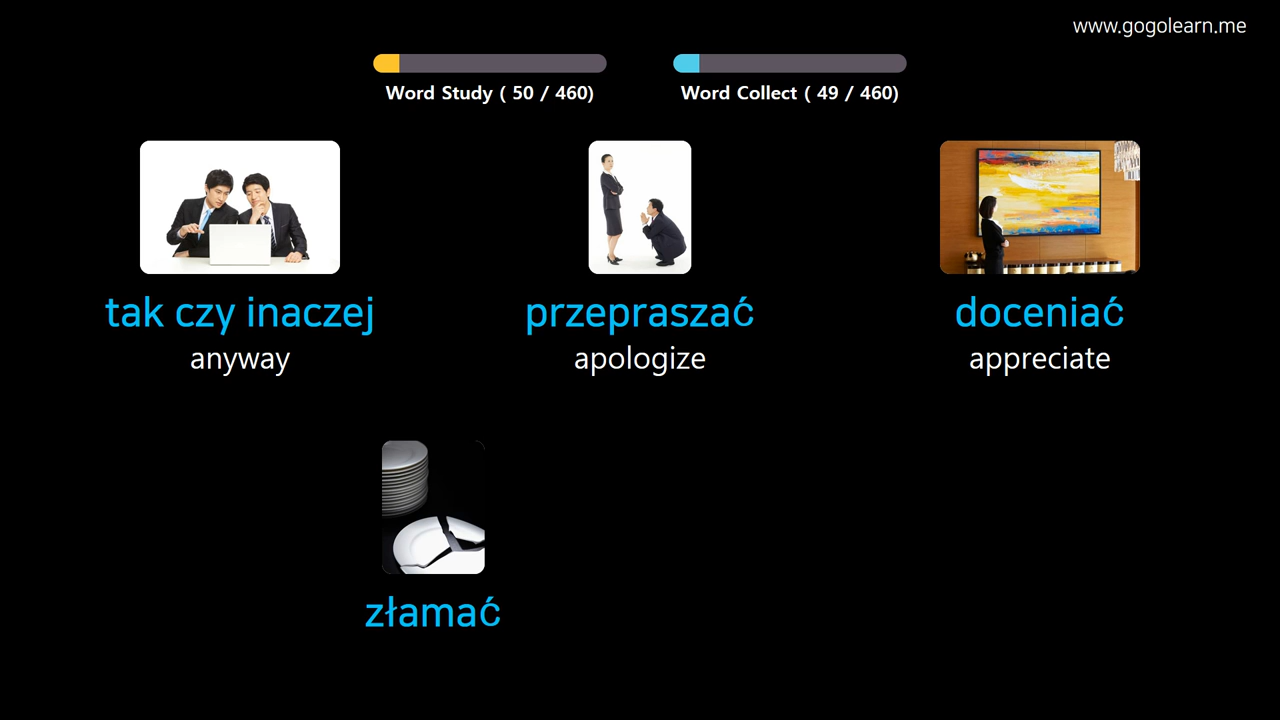 www.gogolearn.me
Word Study ( 50 / 460)
Word Collect ( 49 / 460)
tak czy inaczej
anyway
przepraszać
apologize
doceniać
appreciate
złamać